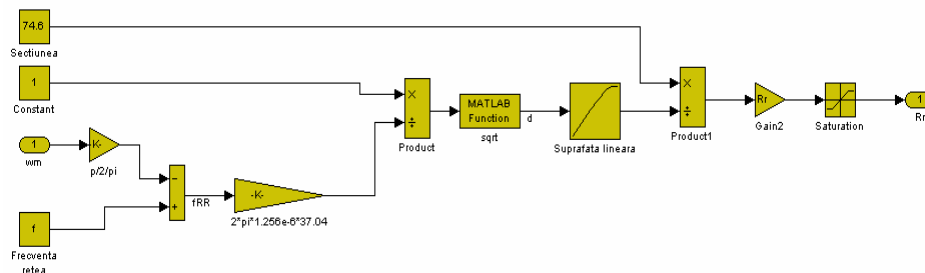 74.6
Sectiunea
1
Constant
1
wm
K-
p/2/pi
f
Frecventa
retea
−
+
fRR
-K-
2*pi*1.256e-6*37.04
×
÷
Product
MATLAB
Function
sqrt
d
Suprafata lineara
×
÷
Product1
Rr
Gain2
Saturation
1
Rr